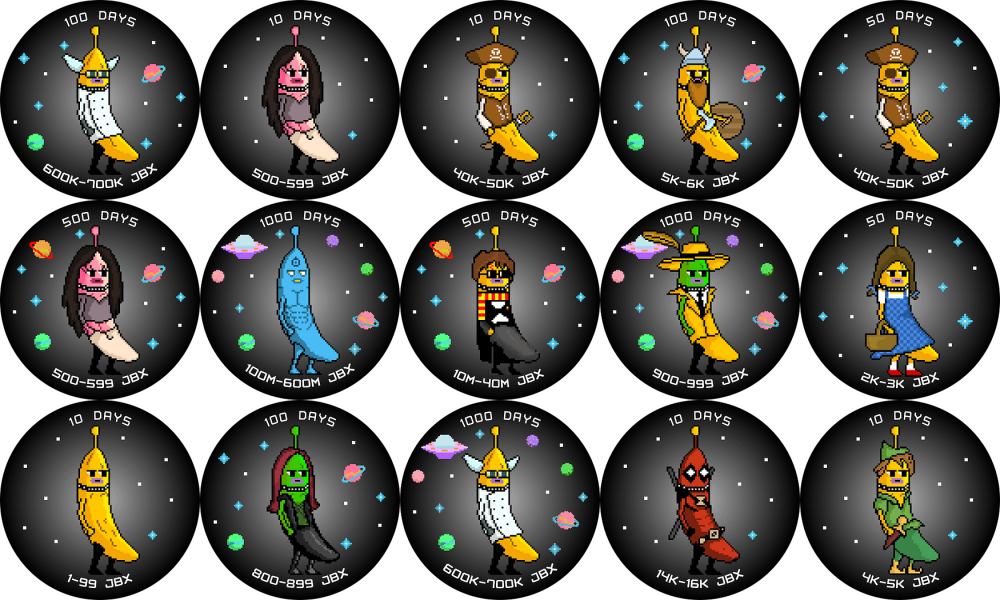 100 DAYS
600K-700K JBX
10 DAYS
500-599 JBX
10 DAYS
40K-50K JBX
100 DAYS
5K-6K JBX
50 DAYS
40K-50K JBX
500 DAYS
500-599 JBX
1000 DAYS
100M-600M JBX
500 DAYS
10M-40M JBX
1000 DAYS
900-999 JBX
50 DAYS
2K-3K JBX
10 DAYS
1-99 JBX
100 DAYS
800-899 JBX
1000 DAYS
600K-700K JBX
10 DAYS
14K-16K JBX
10 DAYS
4K-5K JBX